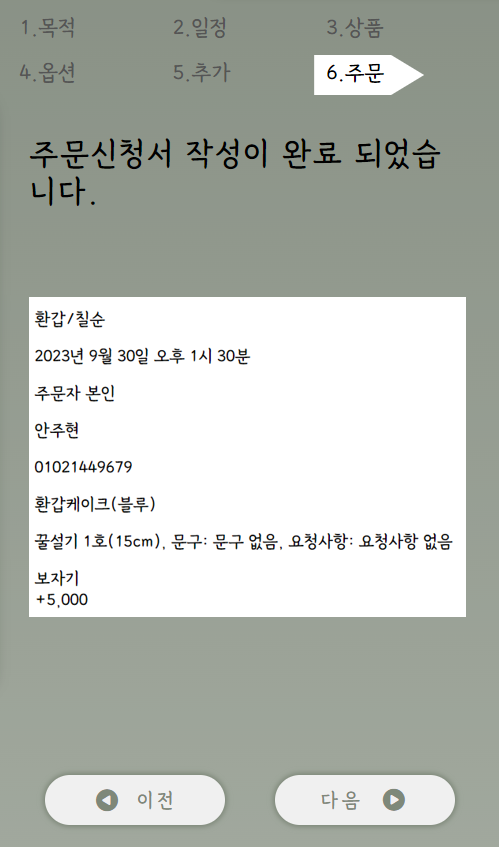 1.목적 2.일정 3.상품
4.옵션 5.추가 6.주문
주문신청서 작성이 완료 되었습
니다.
환갑/칠순
2023년 9월 30일 오후 1시 30분
주문자 본인
안주현
01021449679
환갑케이크(블루)
꿀설기 1호(15cm), 문구: 문구 없음, 요청사항: 요청사항 없음
보자기
+5,000
이전 다음